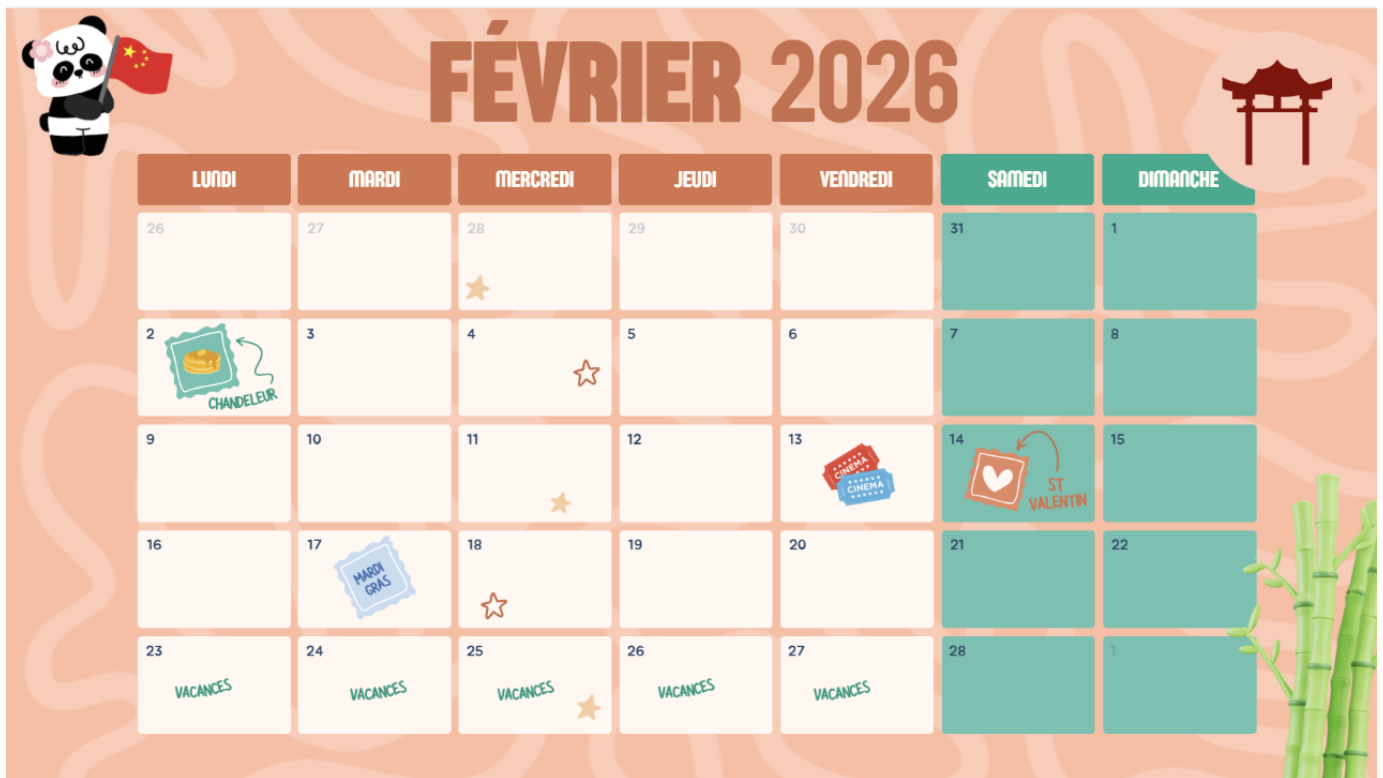 FÉVRIER 2026
LUNDI MARDI MERCREDI JEUDI VENDREDI SAMEDI DIMANCHE
26 27 28 29 30 31 1
2 3 4 5 6 7 8
CHANDELEUR
9 10 11 12 13 14 15
CINEMA
CINEMA
ST
VALENTIN
16 17 18 19 20 21 22
MARDI
GRAS
23 24 25 26 27 28 1
VACANCES VACANCES VACANCES VACANCES VACANCES